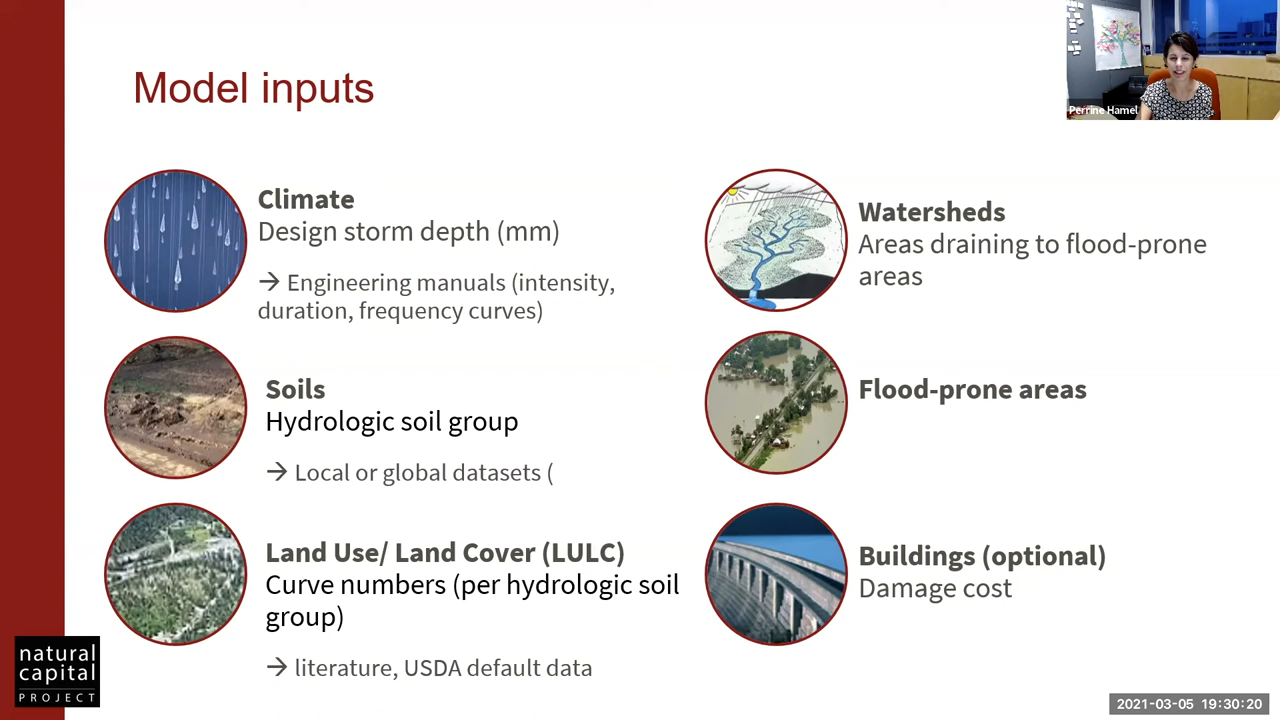 Model inputs
Perrine Hamel
Climate
Design storm depth (mm)
→ Engineering manuals (intensity,
duration, frequency curves)
Soils
Hydrologic soil group
→ Local or global datasets (
Land Use/ Land Cover (LULC)
Curve numbers (per hydrologic soil
group)
→ literature, USDA default data
Watersheds
Areas draining to flood-prone
areas
Flood-prone areas
Buildings (optional)
Damage cost
natural
capital
PROJECT
2021-03-05 19:30:20